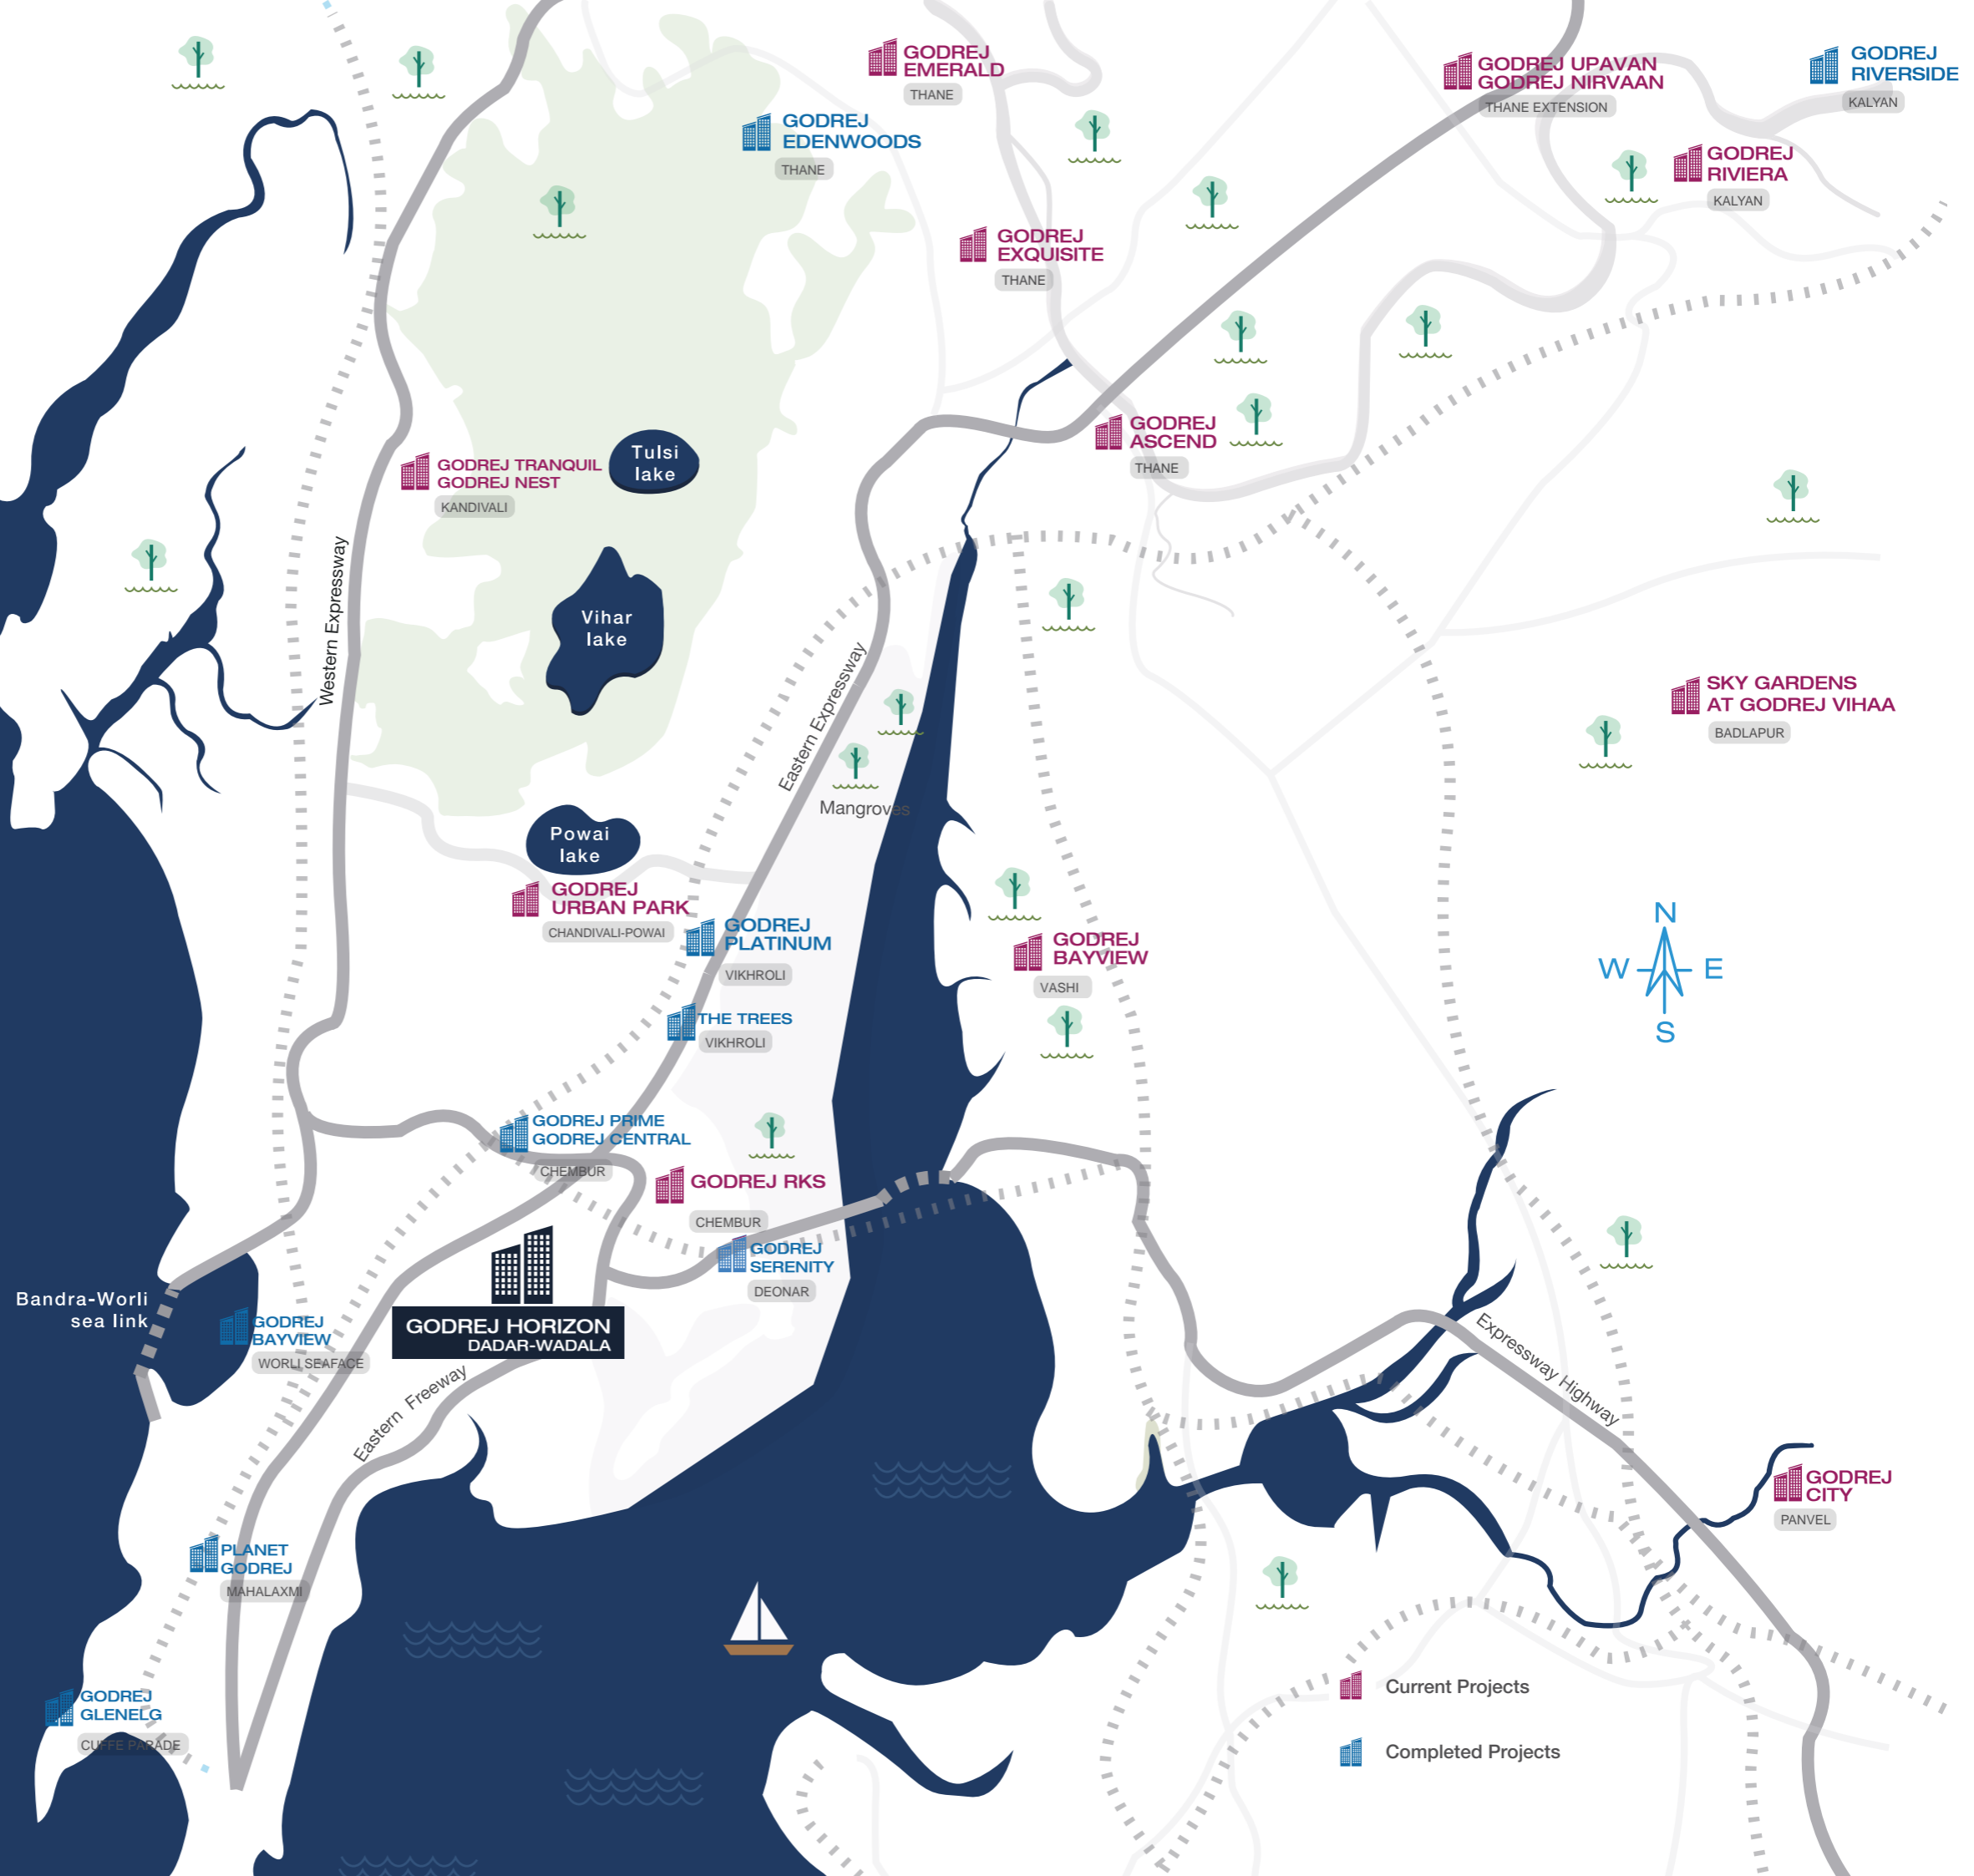 GODREJ
EMERALD
THANE
GODREJ UPAVAN
GODREJ NIRVAAN
THANE EXTENSION
GODREJ
RIVERSIDE
KALYAN
GODREJ
EDENWOODS
THANE
GODREJ
RIVIERA
KALYAN
GODREJ
EXQUISITE
THANE
GODREJ
ASCEND
THANE
GODREJ TRANQUIL
GODREJ NEST
KANDIVALI
Tulsi
lake
Western Expressway
Vihar
lake
Eastern Expressway
SKY GARDENS
AT GODREJ VIHAA
BADLAPUR
Mangroves
Powai
lake
GODREJ
URBAN PARK
CHANDIVALI-POWAI
GODREJ
PLATINUM
VIKHROLI
GODREJ
BAYVIEW
VASHI
N
W
E
S
THE TREES
VIKHROLI
GODREJ PRIME
GODREJ CENTRAL
CHEMBUR
GODREJ RKS
CHEMBUR
GODREJ
SERENITY
DEONAR
Bandra-Worli
sea link
GODREJ
BAYVIEW
WORLI SEAFACE
GODREJ HORIZON
DADAR-WADALA
Eastern Freeway
Expressway Highway
GODREJ
CITY
PANVEL
PLANET
GODREJ
MAHALAXMI
GODREJ
GLENELG
CUFFE PARADE
Current Projects
Completed Projects